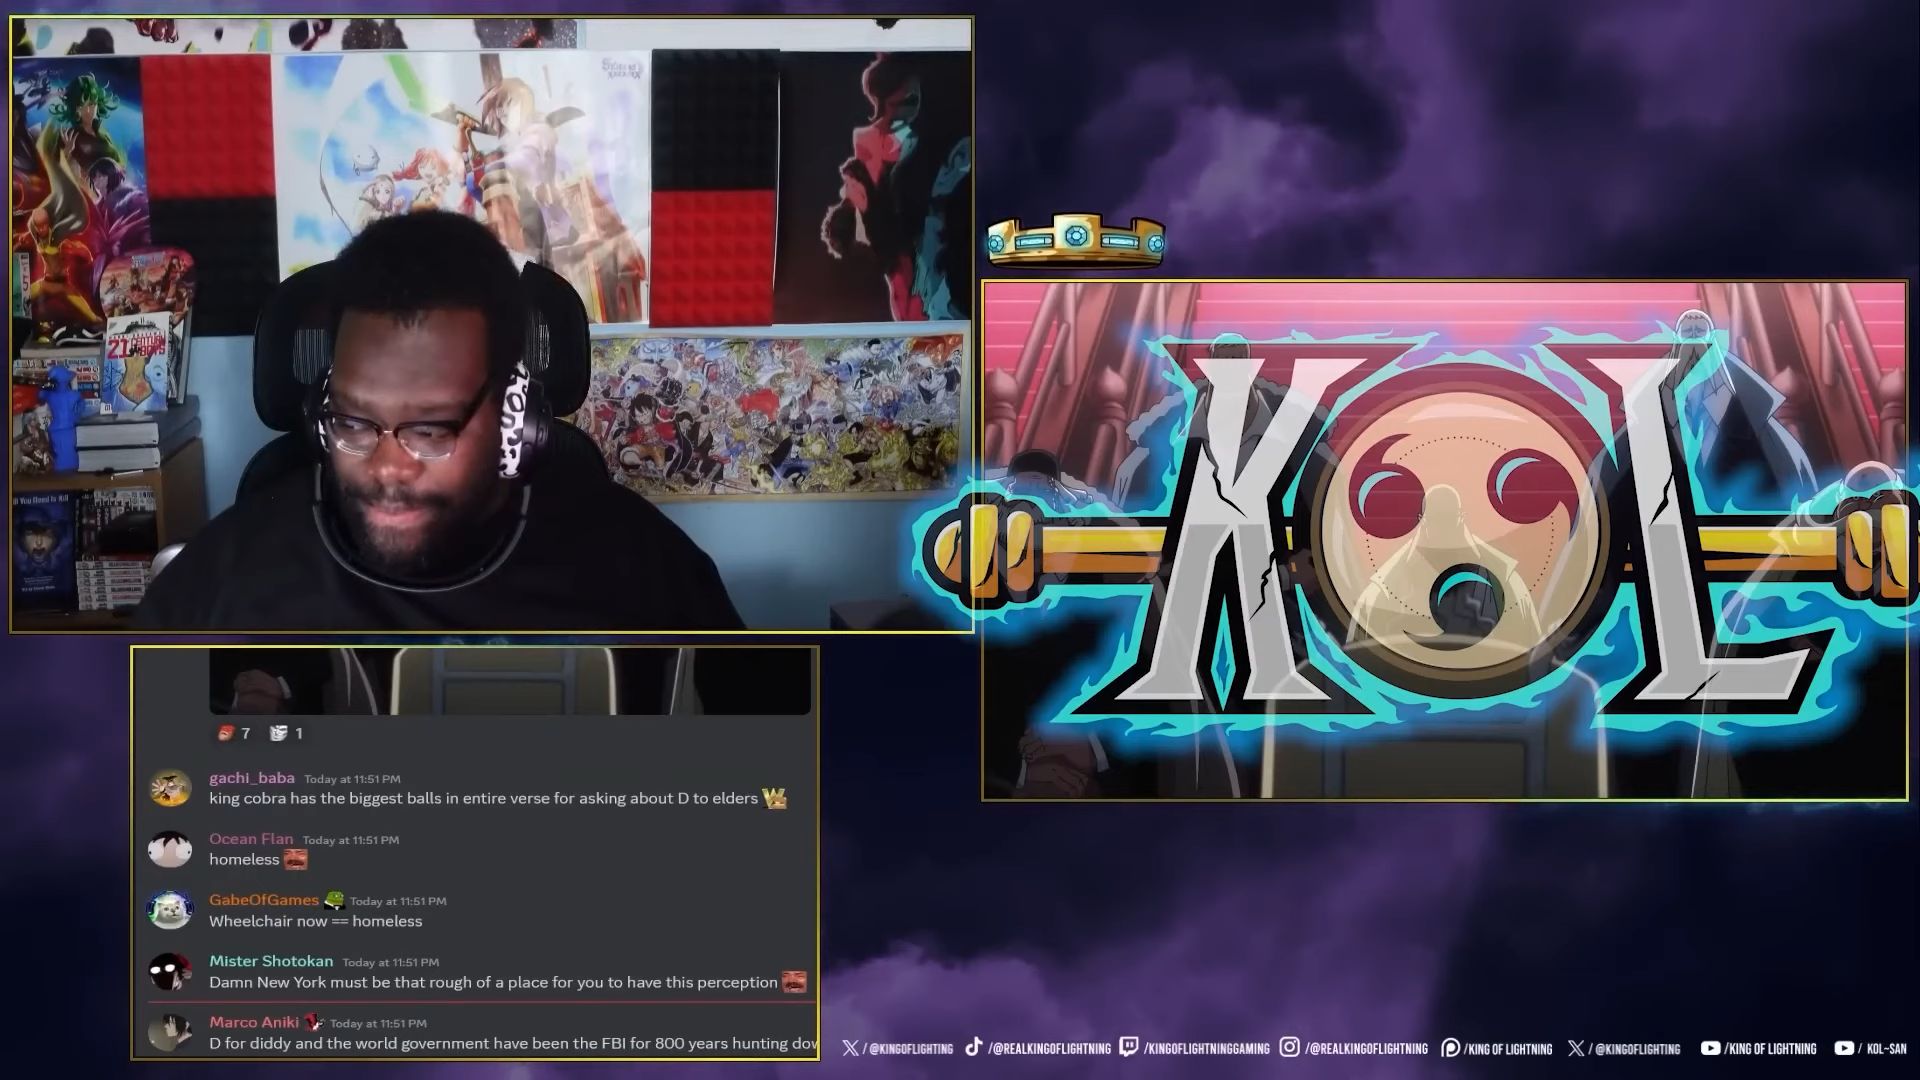 21ST CENTURY BOYS
KOL
7 1
gachi_baba Today at 11:51 PM
king cobra has the biggest balls in entire verse for asking about D to elders
Ocean Flan Today at 11:51 PM
homeless
GabeOfGames Today at 11:51 PM
Wheelchair now == homeless
Mister Shotokan Today at 11:51 PM
Damn New York must be that rough of a place for you to have this perception
Marco Aniki Today at 11:51 PM
D for diddy and the world government have been the FBI for 800 years hunting dow
/ @KINGOFLIGHTING /@REALKINGOFLIGHTNING /KINGOFLIGHTNINGGAMING /@REALKINGOFLIGHTNING /KING OF LIGHTNING / @KINGOFLIGHTING /KING OF LIGHTNING / KOL-SAN